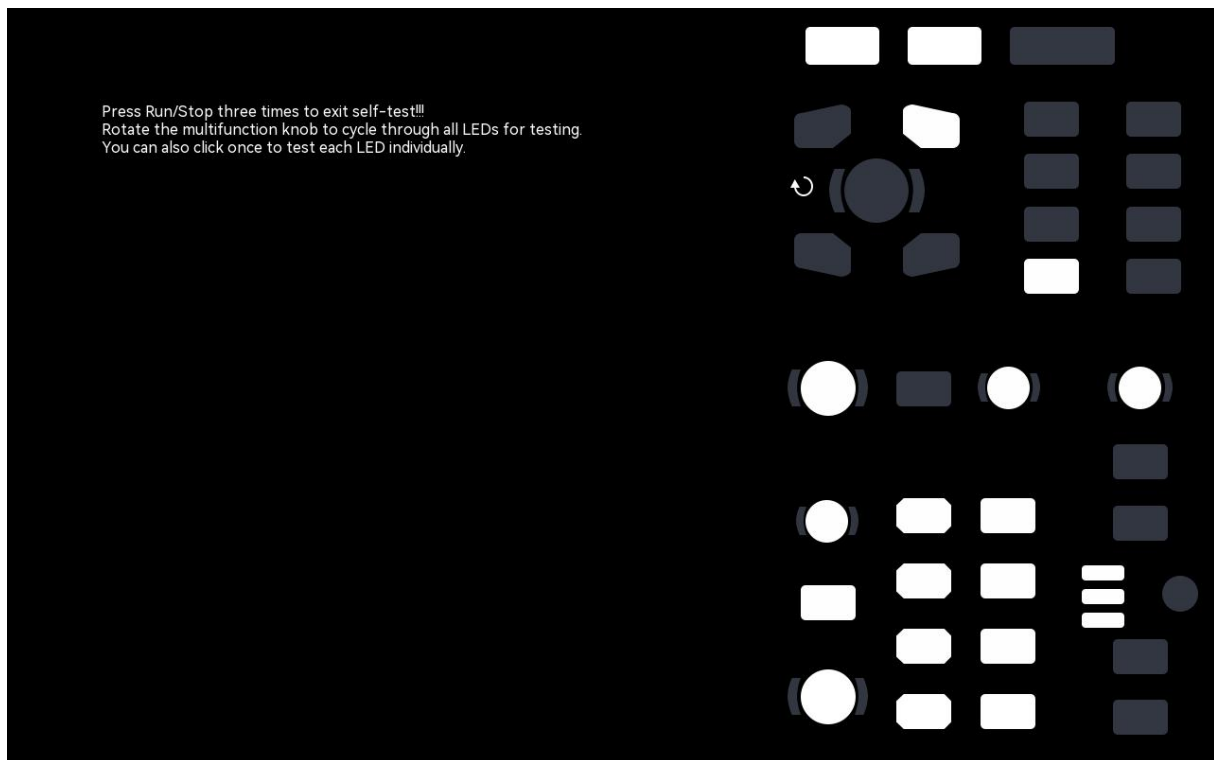 Press Run/Stop three times to exit self-test!!!
Rotate the multifunction knob to cycle through all LEDs for testing.
You can also click once to test each LED individually.